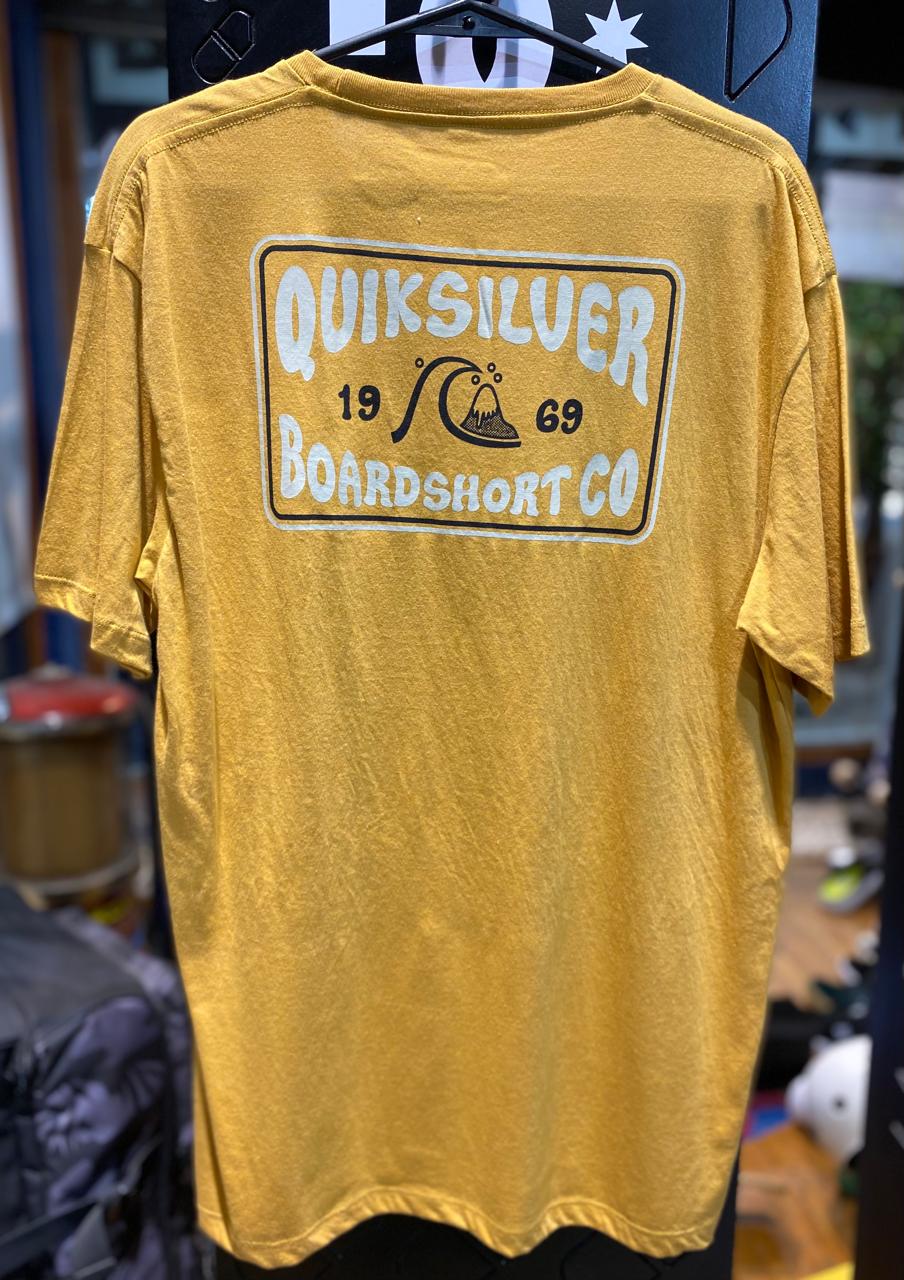 QUIKSILVER
19 69
BOARDSHORT CO